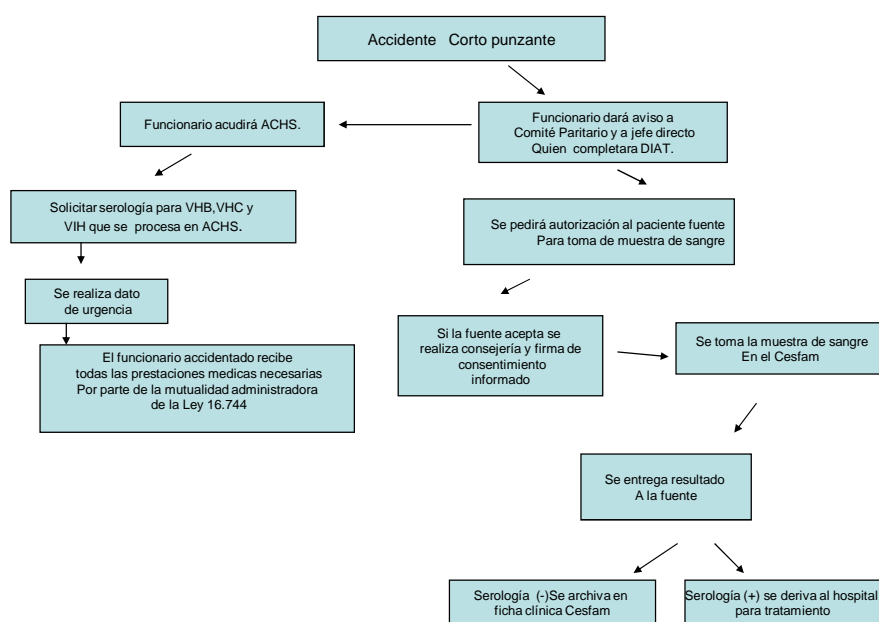 Accidente Corto punzante
Funcionario acudirá ACHS.
Funcionario dará aviso a
Comité Paritario y a jefe directo
Quien completara DIAT.
Solicitar serología para VHB,VHC y
VIH que se procesa en ACHS.
Se pedirá autorización al paciente fuente
Para toma de muestra de sangre
Se realiza dato
de urgencia
Si la fuente acepta se
realiza consejería y firma de
consentimiento
informado
Se toma la muestra de sangre
En el Cesfam
El funcionario accidentado recibe
todas las prestaciones medicas necesarias
Por parte de la mutualidad administradora
de la Ley 16.744
Se entrega resultado
A la fuente
Serología (-)Se archiva en
ficha clínica Cesfam
Serología (+) se deriva al hospital
para tratamiento